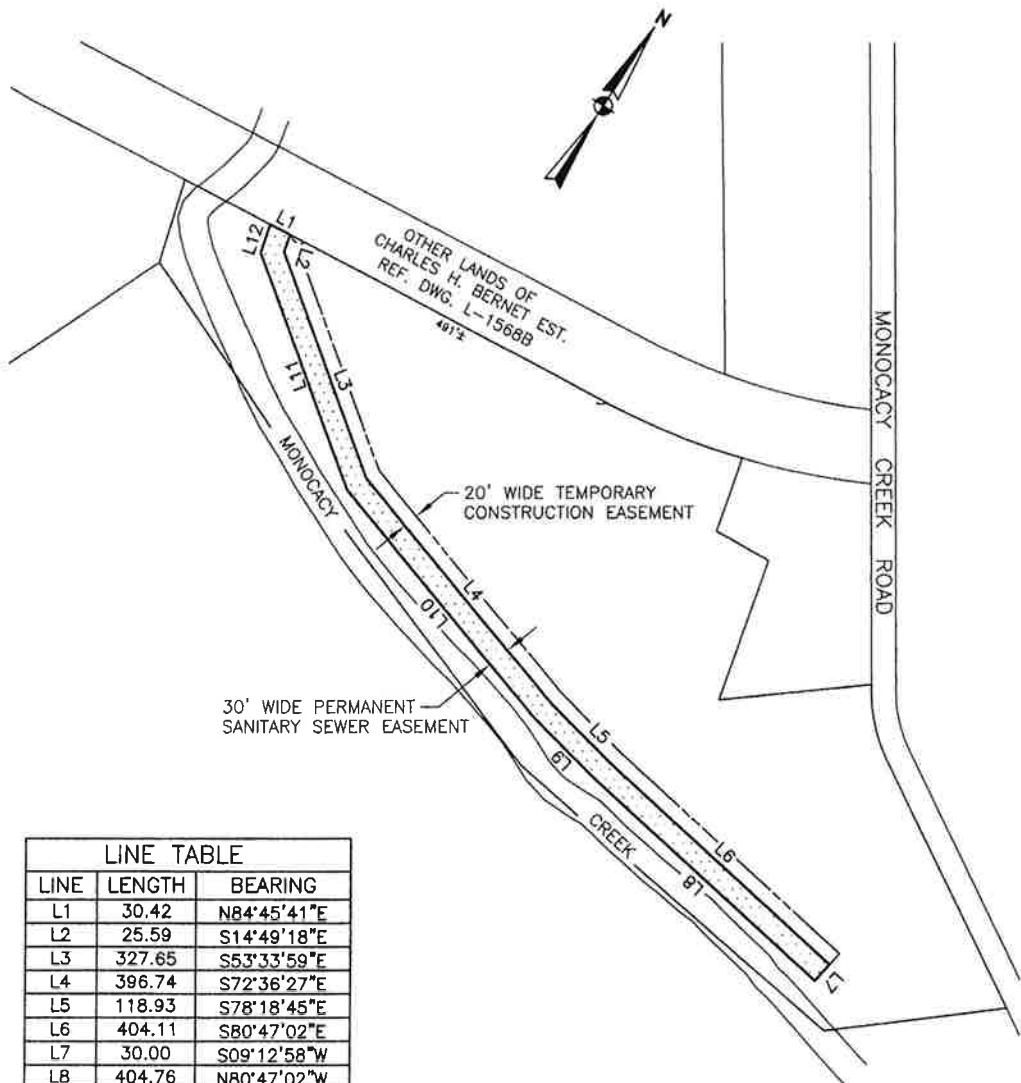 N
L1
L12
L2
OTHER LANDS OF
CHARLES H. BERNET EST.
REF. DWG. L-1568B
491'±
L3
L11
MONOCACY CREEK ROAD
MONOCACY
20' WIDE TEMPORARY
CONSTRUCTION EASEMENT
L4
L10
30' WIDE PERMANENT
SANITARY SEWER EASEMENT
L5
L9
CREEK
L6
L8
L7
LINE TABLE
LINE LENGTH BEARING
L1 30.42 N84°45'41"E
L2 25.59 S14°49'18"E
L3 327.65 S53°33'59"E
L4 396.74 S72°36'27"E
L5 118.93 S78°18'45"E
L6 404.11 S80°47'02"E
L7 30.00 S09°12'58"W
L8 404.76 N80°47'02"W